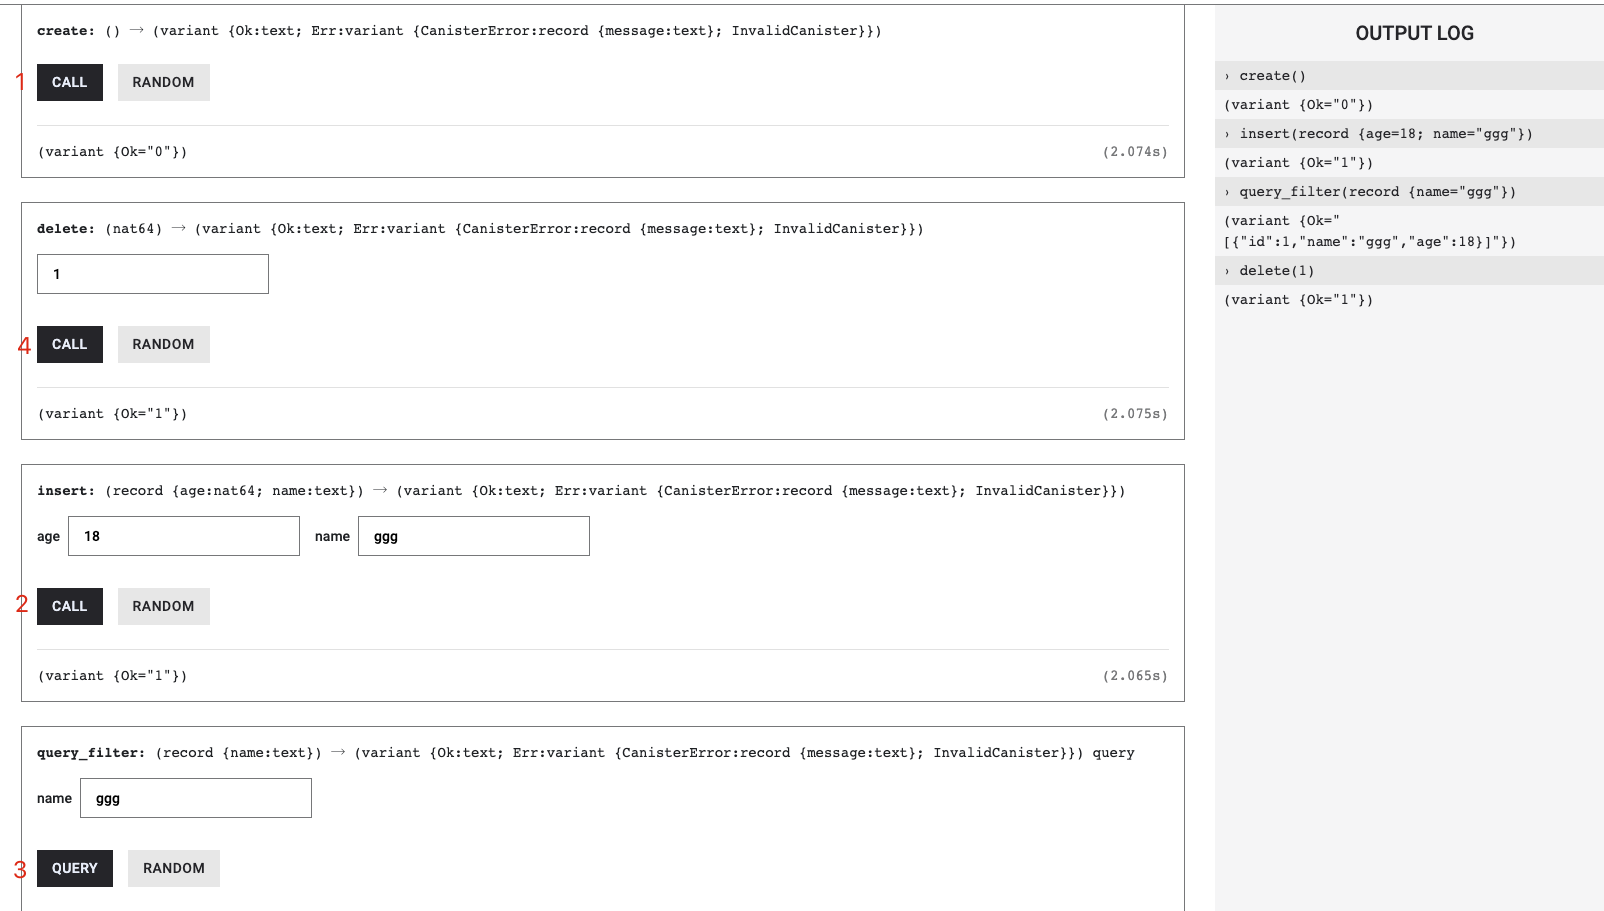 create: () → (variant {Ok:text; Err:variant {CanisterError:record {message:text}; InvalidCanister}})
1 CALL RANDOM
(variant {Ok="0"}) (2.074s)
delete: (nat64) → (variant {Ok:text; Err:variant {CanisterError:record {message:text}; InvalidCanister}})
1
4 CALL RANDOM
(variant {Ok="1"}) (2.075s)
insert: (record {age:nat64; name:text}) → (variant {Ok:text; Err:variant {CanisterError:record {message:text}; InvalidCanister}})
age 18 name ggg
2 CALL RANDOM
(variant {Ok="1"}) (2.065s)
query_filter: (record {name:text}) → (variant {Ok:text; Err:variant {CanisterError:record {message:text}; InvalidCanister}}) query
name ggg
3 QUERY RANDOM
OUTPUT LOG
› create()
(variant {Ok="0"})
› insert(record {age=18; name="ggg"})
(variant {Ok="1"})
› query_filter(record {name="ggg"})
(variant {Ok="
[{"id":1,"name":"ggg","age":18}]"})
› delete(1)
(variant {Ok="1"})